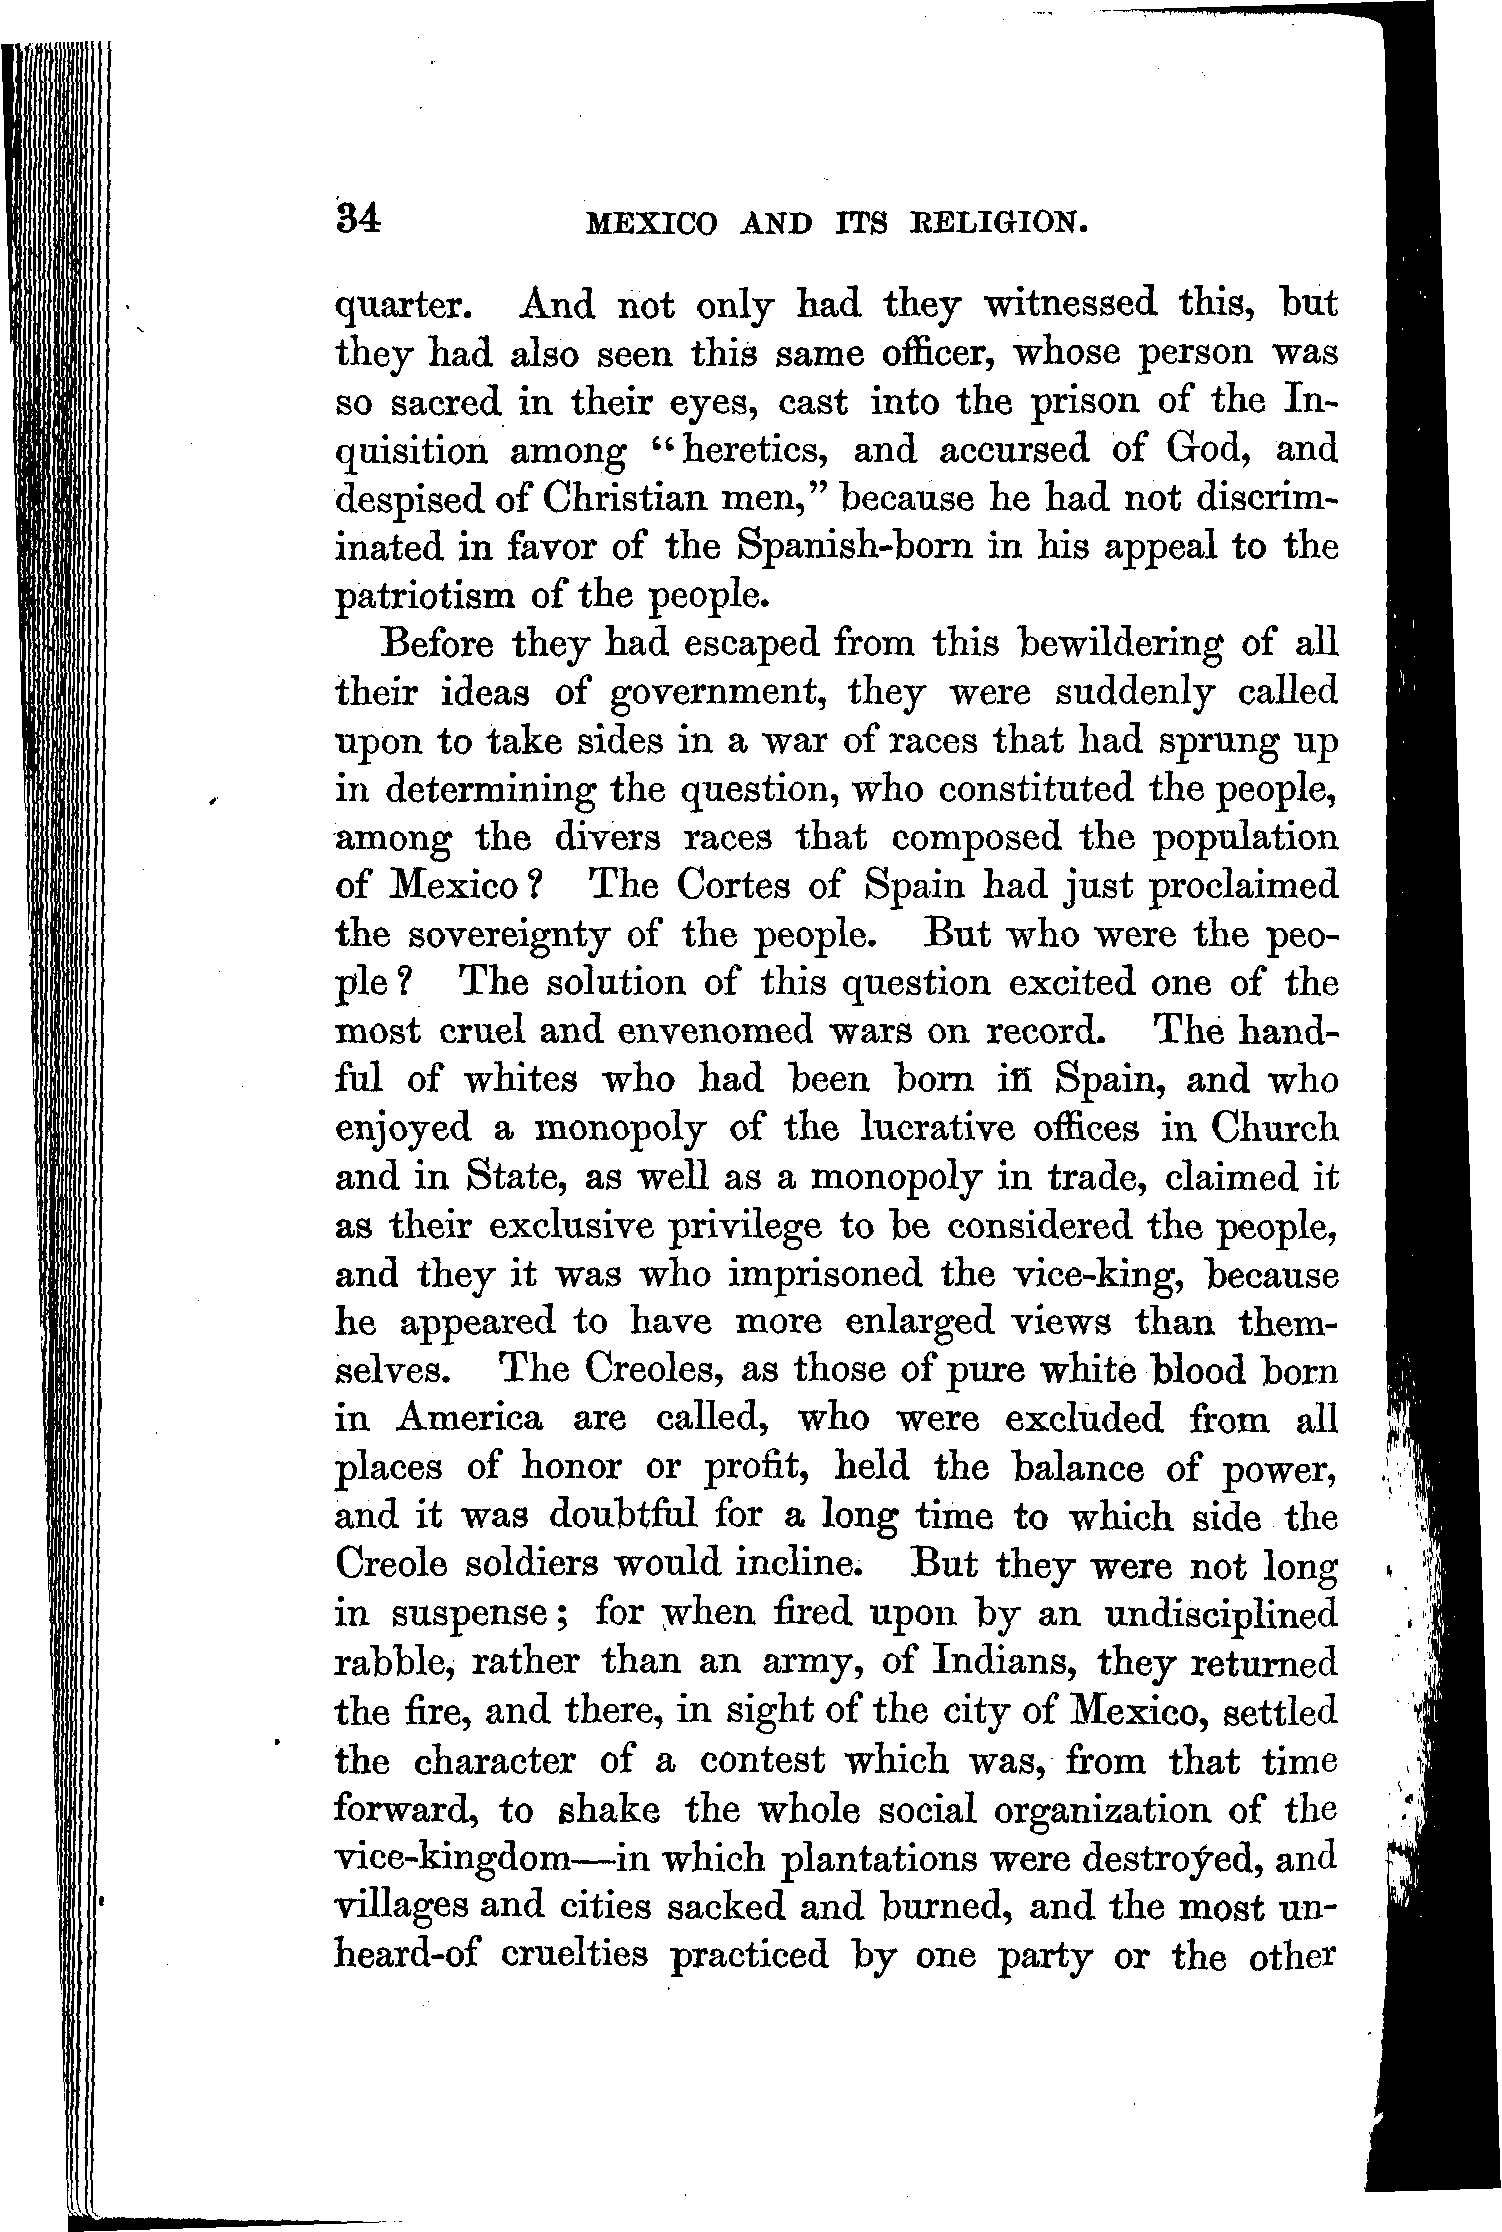 34 MEXICO AND ITS RELIGION.
quarter. And not only had they witnessed this, but
they had also seen this same officer, whose person was
so sacred in their eyes, cast into the prison of the In-
quisition among “heretics, and accursed of God, and
despised of Christian men,” because he had not discrim-
inated in favor of the Spanish-born in his appeal to the
patriotism of the people.
Before they had escaped from this bewildering of all
their ideas of government, they were suddenly called
upon to take sides in a war of races that had sprung up
in determining the question, who constituted the people,
among the divers races that composed the population
of Mexico? The Cortes of Spain had just proclaimed
the sovereignty of the people. But who were the peo-
ple? The solution of this question excited one of the
most cruel and envenomed wars on record. The hand-
ful of whites who had been born in Spain, and who
enjoyed a monopoly of the lucrative offices in Church
and in State, as well as a monopoly in trade, claimed it
as their exclusive privilege to be considered the people,
and they it was who imprisoned the vice-king, because
he appeared to have more enlarged views than them-
selves. The Creoles, as those of pure white blood born
in America are called, who were excluded from all
places of honor or profit, held the balance of power,
and it was doubtful for a long time to which side the
Creole soldiers would incline. But they were not long
in suspense; for when fired upon by an undisciplined
rabble, rather than an army, of Indians, they returned
the fire, and there, in sight of the city of Mexico, settled
the character of a contest which was, from that time
forward, to shake the whole social organization of the
vice-kingdom—in which plantations were destroyed, and
villages and cities sacked and burned, and the most un-
heard-of cruelties practiced by one party or the other